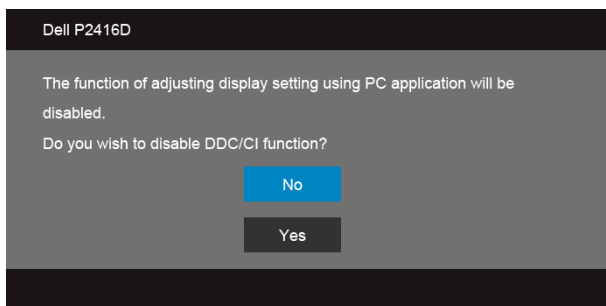 Dell P2416D
The function of adjusting display setting using PC application will be
disabled.
Do you wish to disable DDC/CI function?
No
Yes